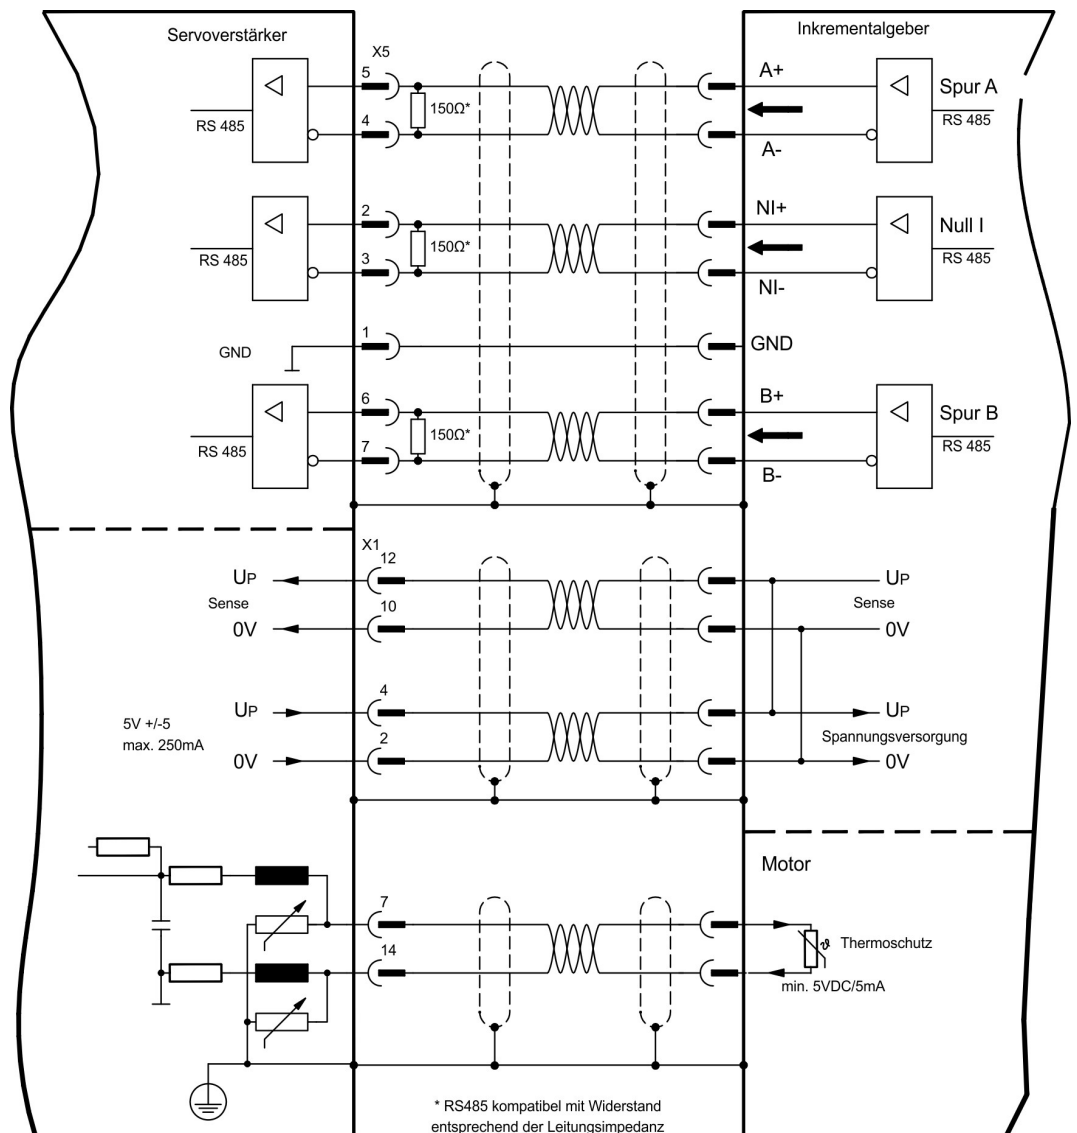 Servoverstärker
Inkrementalgeber
X5
5
A+
Spur A
RS 485
150Ω*
RS 485
4
A-
2
NI+
Null I
RS 485
150Ω*
RS 485
3
NI-
1
GND
GND
6
B+
Spur B
RS 485
150Ω*
RS 485
7
B-
X1
12
UP
UP
Sense
10
Sense
0V
0V
4
UP
UP
5V +/-5
max. 250mA
2
Spannungsversorgung
0V
0V
Motor
7
14
ϑ
Thermoschutz
min. 5VDC/5mA
* RS485 kompatibel mit Widerstand
entsprechend der Leitungsimpedanz